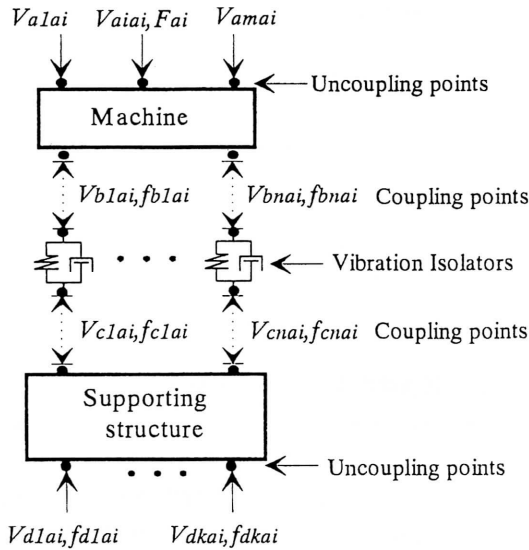 Va1ai Vaiai, Fai Vamai
Uncoupling points
Machine
Vb1ai,fb1ai Vbnai,fbnai Coupling points
Vibration Isolators
Vc1ai,fc1ai Vcnai,fcnai Coupling points
Supporting
structure
Uncoupling points
Vd1ai,fd1ai Vdkai,fdkai